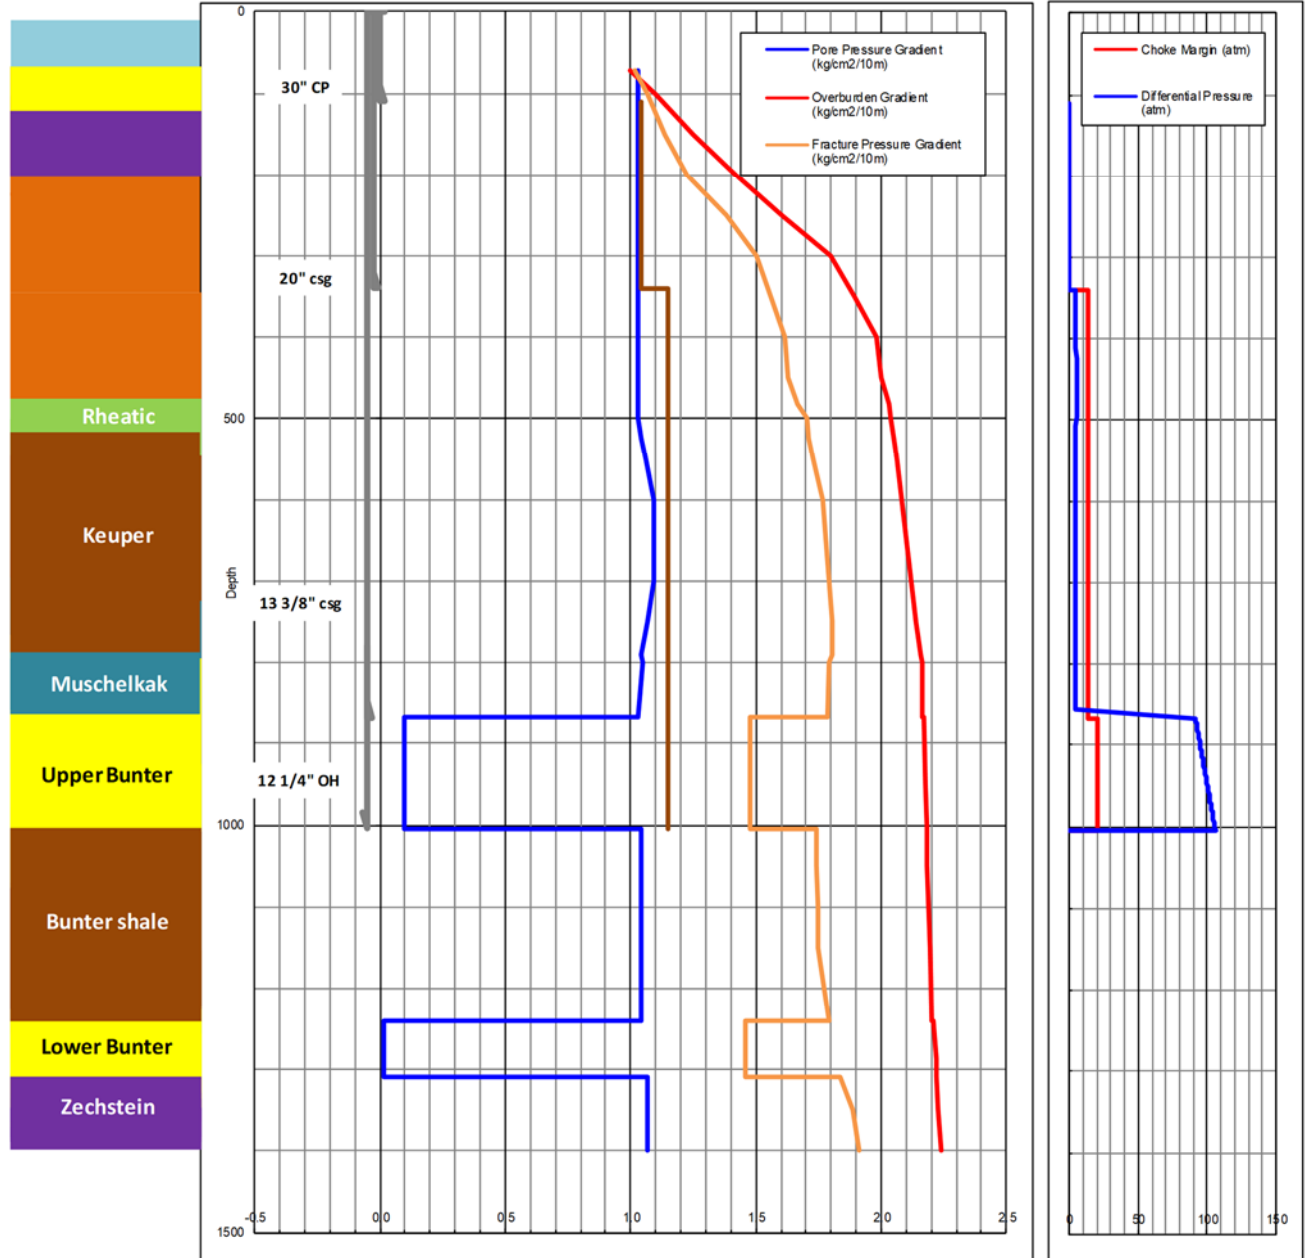 0
Pore Pressure Gradient
(kg/cm2/10m)
Overburden Gradient
(kg/cm2/10m)
Fracture Pressure Gradient
(kg/cm2/10m)
Choke Margin (atm)
Differential Pressure
(atm)
30" CP
20" csg
Rheatic
500
Keuper
Depth
13 3/8" csg
Muschelkak
Upper Bunter
12 1/4" OH
1000
Bunter shale
Lower Bunter
Zechstein
-0.5 0.0 0.5 1.0 1.5 2.0 2.5
0 50 100 150
1500